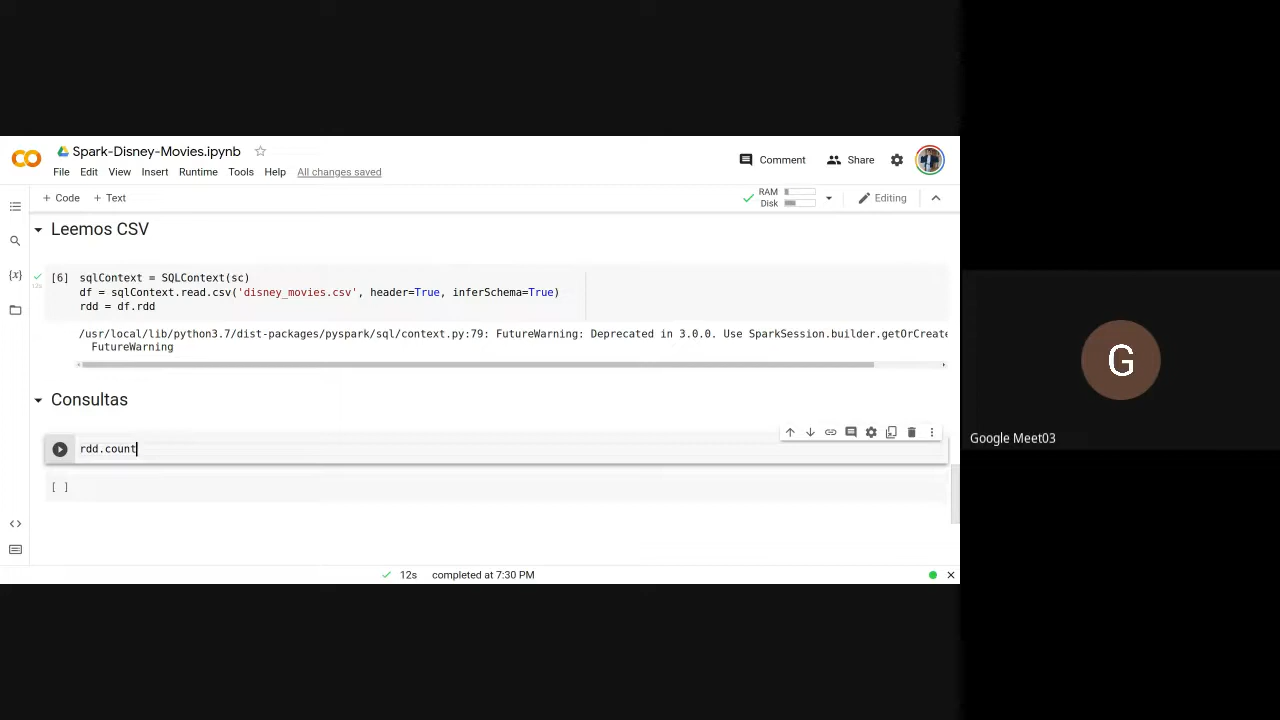 Spark-Disney-Movies.ipynb
File Edit View Insert Runtime Tools Help All changes saved
Comment Share
+ Code + Text
RAM
Disk
Editing
Leemos CSV
[6] sqlContext = SQLContext(sc)
12s
df = sqlContext.read.csv('disney_movies.csv', header=True, inferSchema=True)
rdd = df.rdd
/usr/local/lib/python3.7/dist-packages/pyspark/sql/context.py:79: FutureWarning: Deprecated in 3.0.0. Use SparkSession.builder.getOrCreate
FutureWarning
Consultas
rdd.count
[ ]
12s completed at 7:30 PM
G
Google Meet03